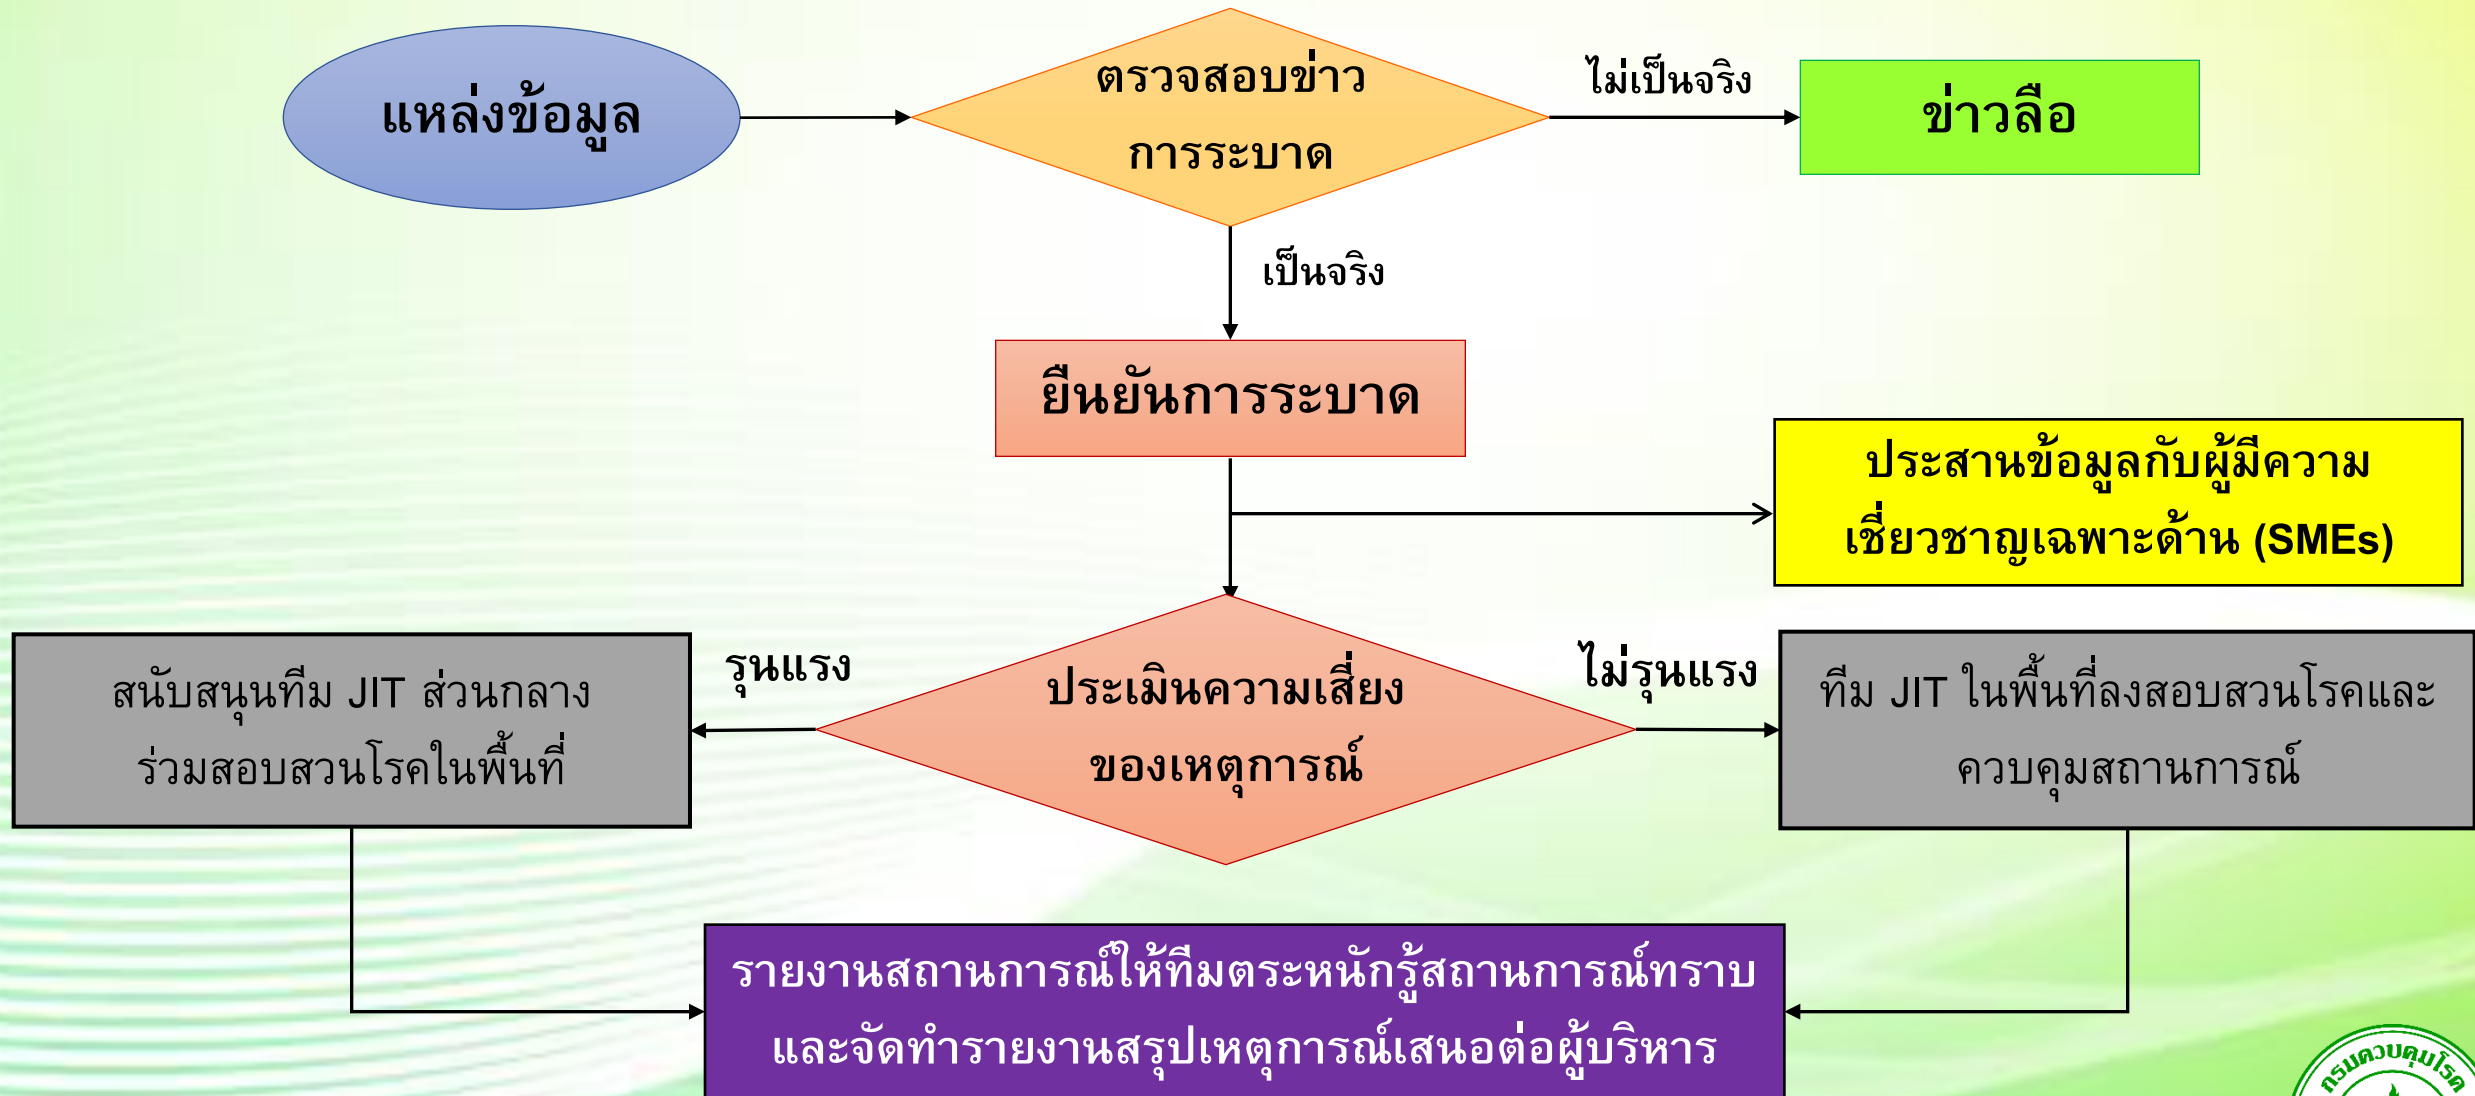 แหล่งข้อมูล
ตรวจสอบข่าว
การระบาด
ไม่เป็นจริง
ข่าวลือ
เป็นจริง
ยืนยันการระบาด
ประสานข้อมูลกับผู้มีความ
เชี่ยวชาญเฉพาะด้าน (SMEs)
สนับสนุนทีม JIT ส่วนกลาง
ร่วมสอบสวนโรคในพื้นที่
รุนแรง
ประเมินความเสี่ยง
ของเหตุการณ์
ไม่รุนแรง
ทีม JIT ในพื้นที่ลงสอบสวนโรคและ
ควบคุมสถานการณ์
รายงานสถานการณ์ให้ทีมตระหนักรู้สถานการณ์ทราบ
และจัดทำรายงานสรุปเหตุการณ์เสนอต่อผู้บริหาร
กรมควบคุมโรค